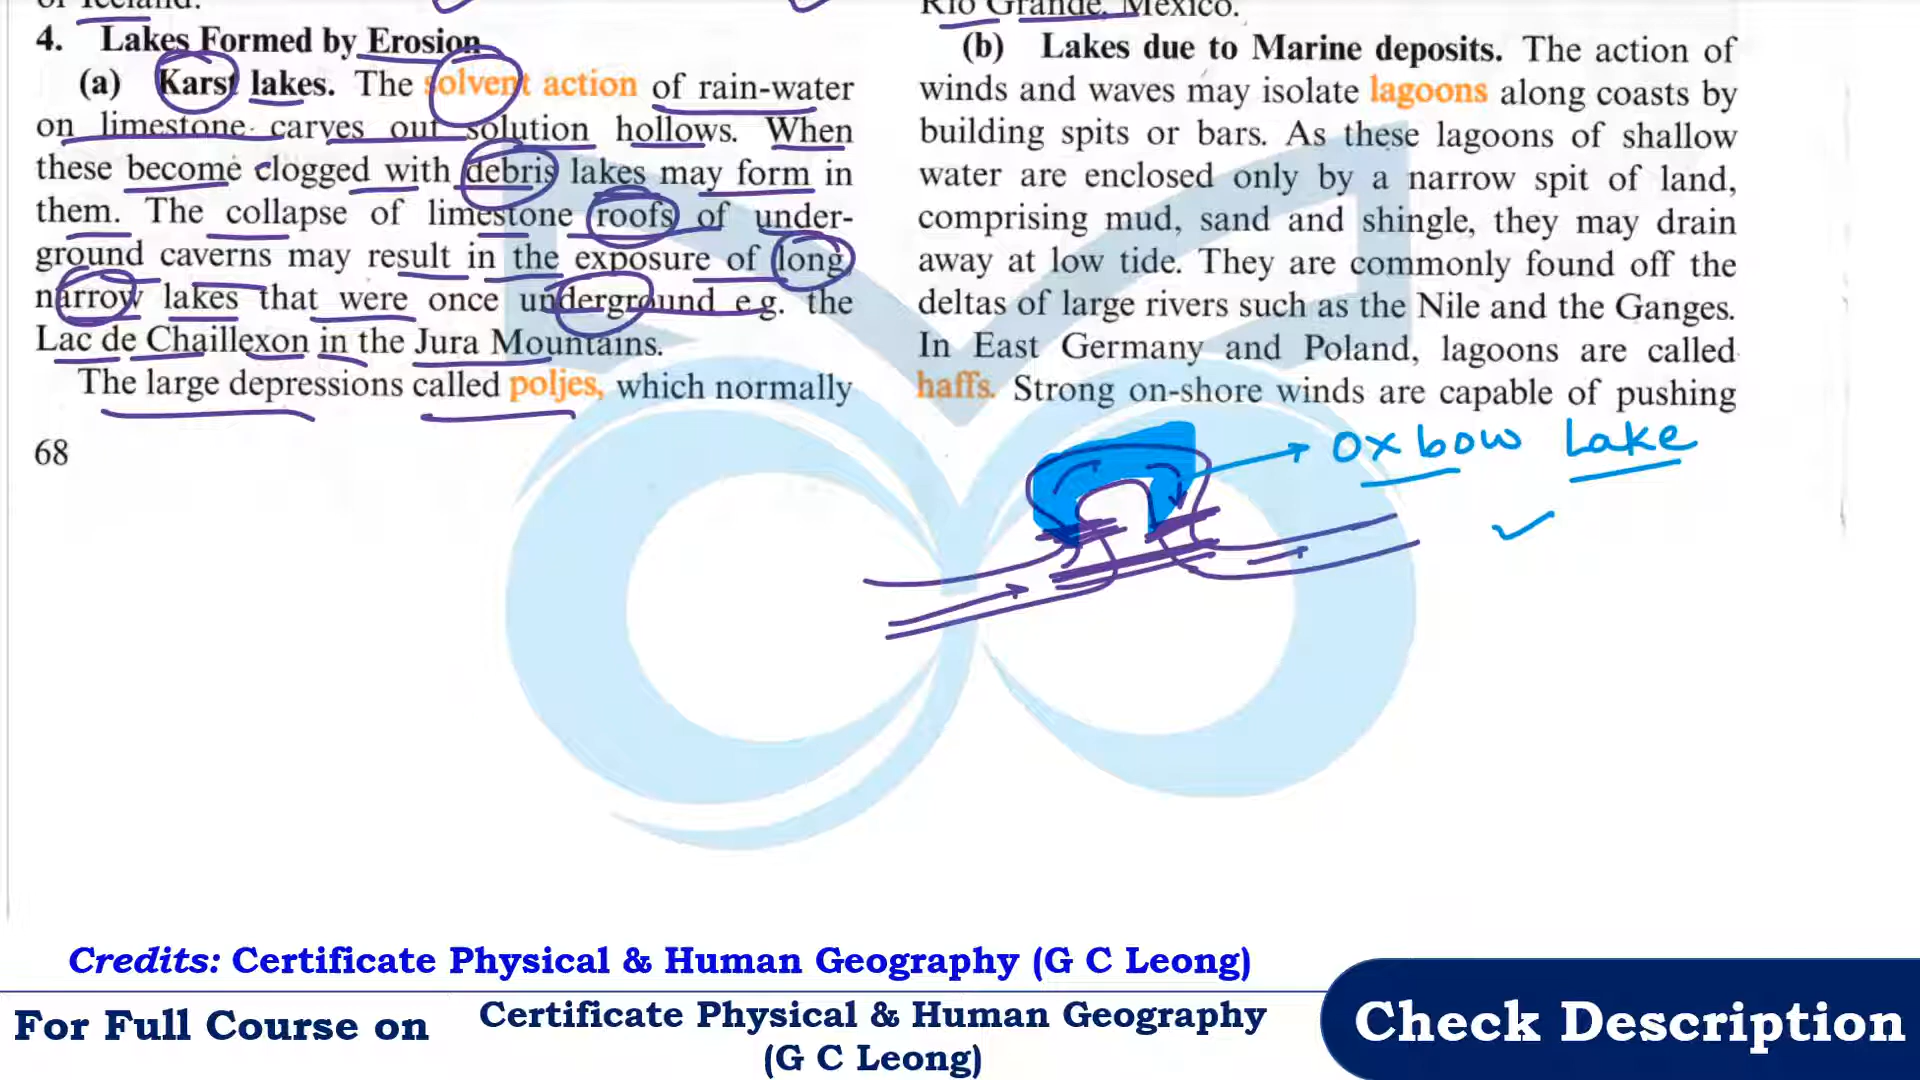 of Iceland.
4. Lakes Formed by Erosion
(a) Karst lakes. The solvent action of rain-water
on limestone carves out solution hollows. When
these become clogged with debris lakes may form in
them. The collapse of limestone roofs of under-
ground caverns may result in the exposure of long
narrow lakes that were once underground e.g. the
Lac de Chaillexon in the Jura Mountains.
The large depressions called poljes, which normally
68
Rio Grande, Mexico.
(b) Lakes due to Marine deposits. The action of
winds and waves may isolate lagoons along coasts by
building spits or bars. As these lagoons of shallow
water are enclosed only by a narrow spit of land,
comprising mud, sand and shingle, they may drain
away at low tide. They are commonly found off the
deltas of large rivers such as the Nile and the Ganges.
In East Germany and Poland, lagoons are called
haffs. Strong on-shore winds are capable of pushing
Ox bow Lake
Credits: Certificate Physical & Human Geography (G C Leong)
For Full Course on
Certificate Physical & Human Geography
(G C Leong)
Check Description